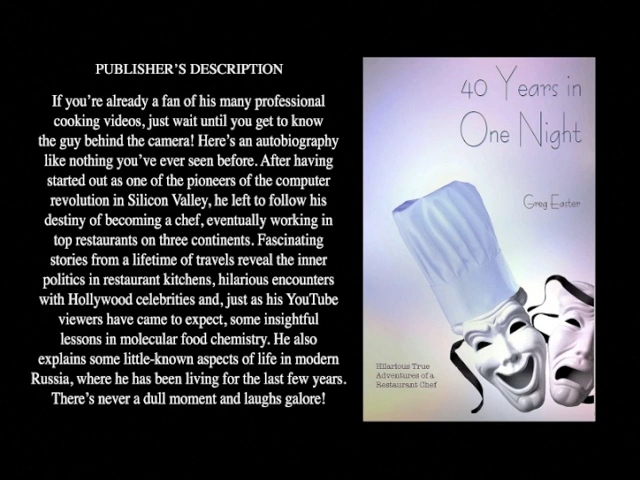 PUBLISHER'S DESCRIPTION
If you're already a fan of his many professional
cooking videos, just wait until you get to know
the guy behind the camera! Here's an autobiography
like nothing you've ever seen before. After having
started out as one of the pioneers of the computer
revolution in Silicon Valley, he left to follow his
destiny of becoming a chef, eventually working in
top restaurants on three continents. Fascinating
stories from a lifetime of travels reveal the inner
politics in restaurant kitchens, hilarious encounters
with Hollywood celebrities and, just as his YouTube
viewers have came to expect, some insightful
lessons in molecular food chemistry. He also
explains some little-known aspects of life in modern
Russia, where he has been living for the last few years.
There's never a dull moment and laughs galore!
40 Years in
One Night
Greg Easter
Hilarious True
Adventures of a
Restaurant Chef